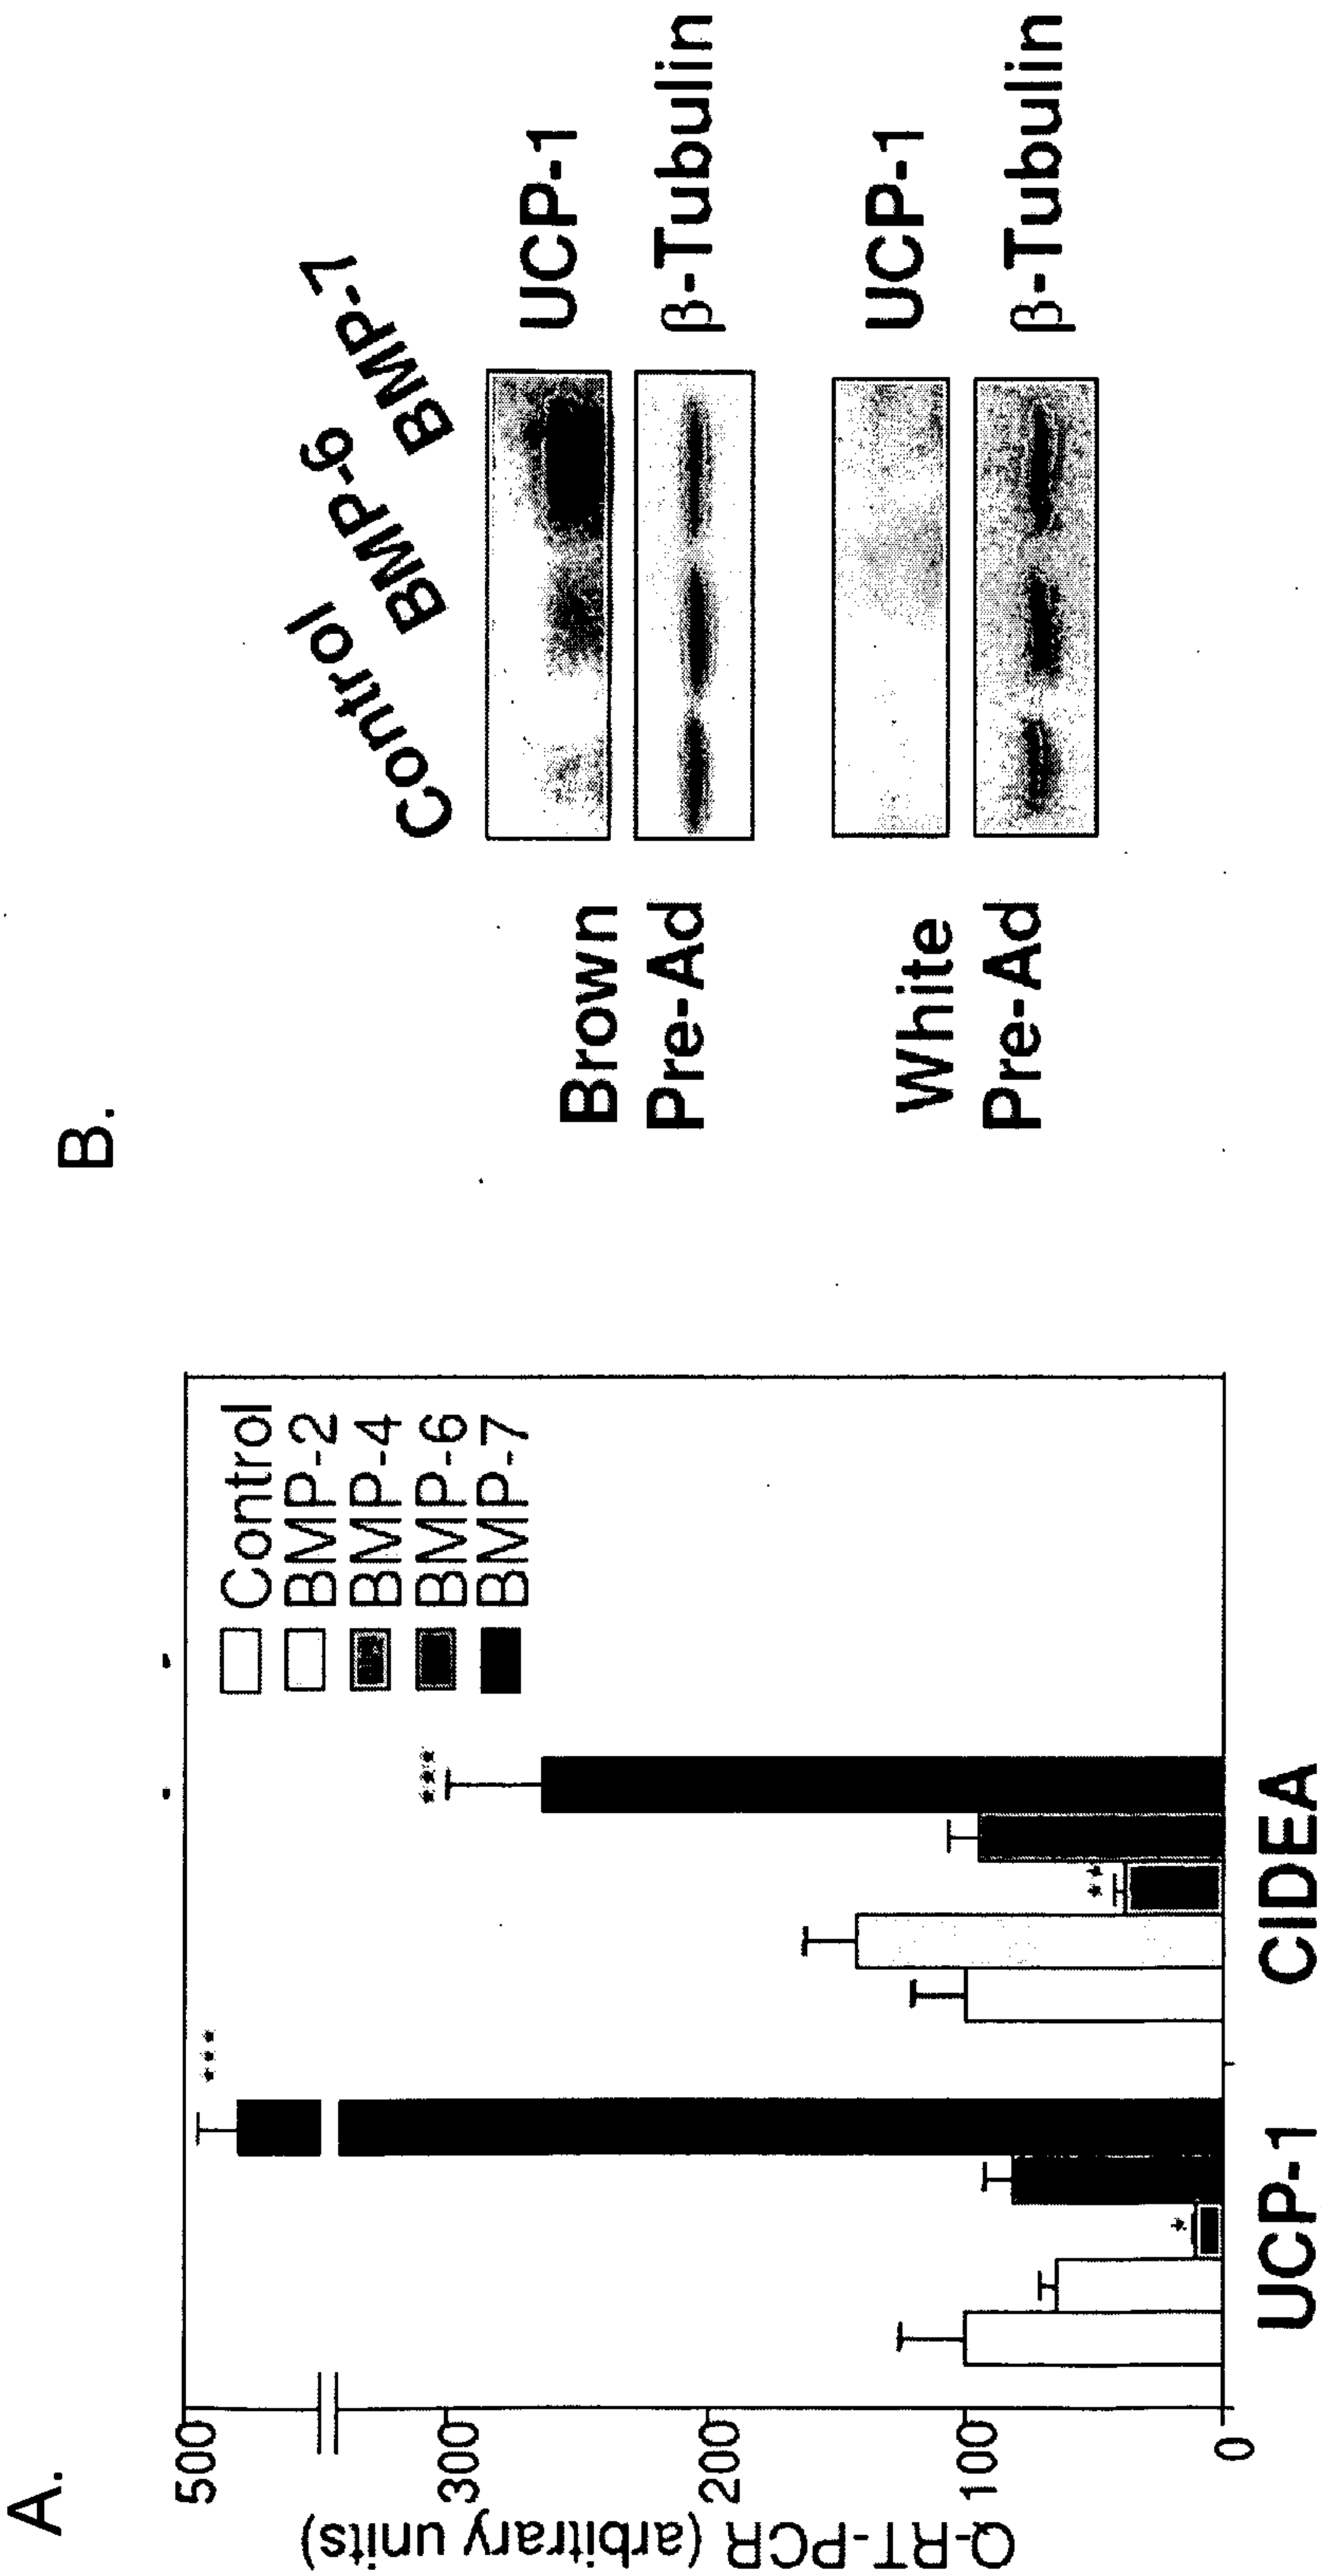 A.
Q-RT-PCR (arbitrary units)
500
300
200
100
0
***
*
***
**
Control
BMP-2
BMP-4
BMP-6
BMP-7
UCP-1
CIDEA
B.
Control
BMP-6
BMP-7
Brown
Pre-Ad
UCP-1
β-Tubulin
White
Pre-Ad
UCP-1
β-Tubulin